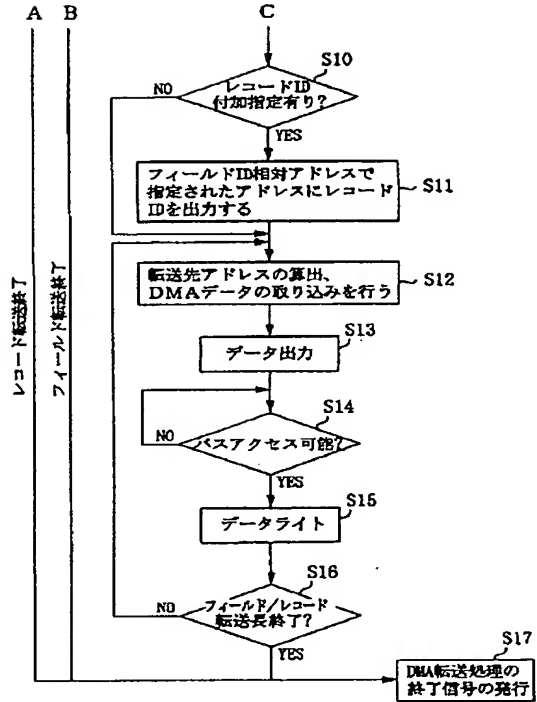 A
B
C
S10
レコードID
付加指定有り?
NO
YES
フィールドID相対アドレスで
指定されたアドレスにレコード
IDを出力する
S11
転送先アドレスの算出、
DMAデータの取り込みを行う
S12
S13
データ出力
S14
バスアクセス可能?
NO
YES
S15
データライト
S16
フィールド/レコード
転送長終了?
NO
YES
レコード転送終了
フィールド転送終了
S17
DMA転送処理の
終了信号の発行